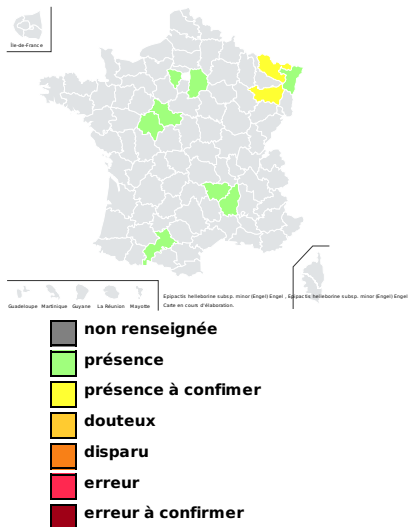 Île-de-France
Guadeloupe Martinique Guyane La Réunion Mayotte
Epipactis helleborine subsp. minor (Engel) Engel , Epipactis helleborine subsp. minor (Engel) Engel
Carte en cours d'élaboration.
non renseignée
présence
présence à confimer
douteux
disparu
erreur
erreur à confirmer